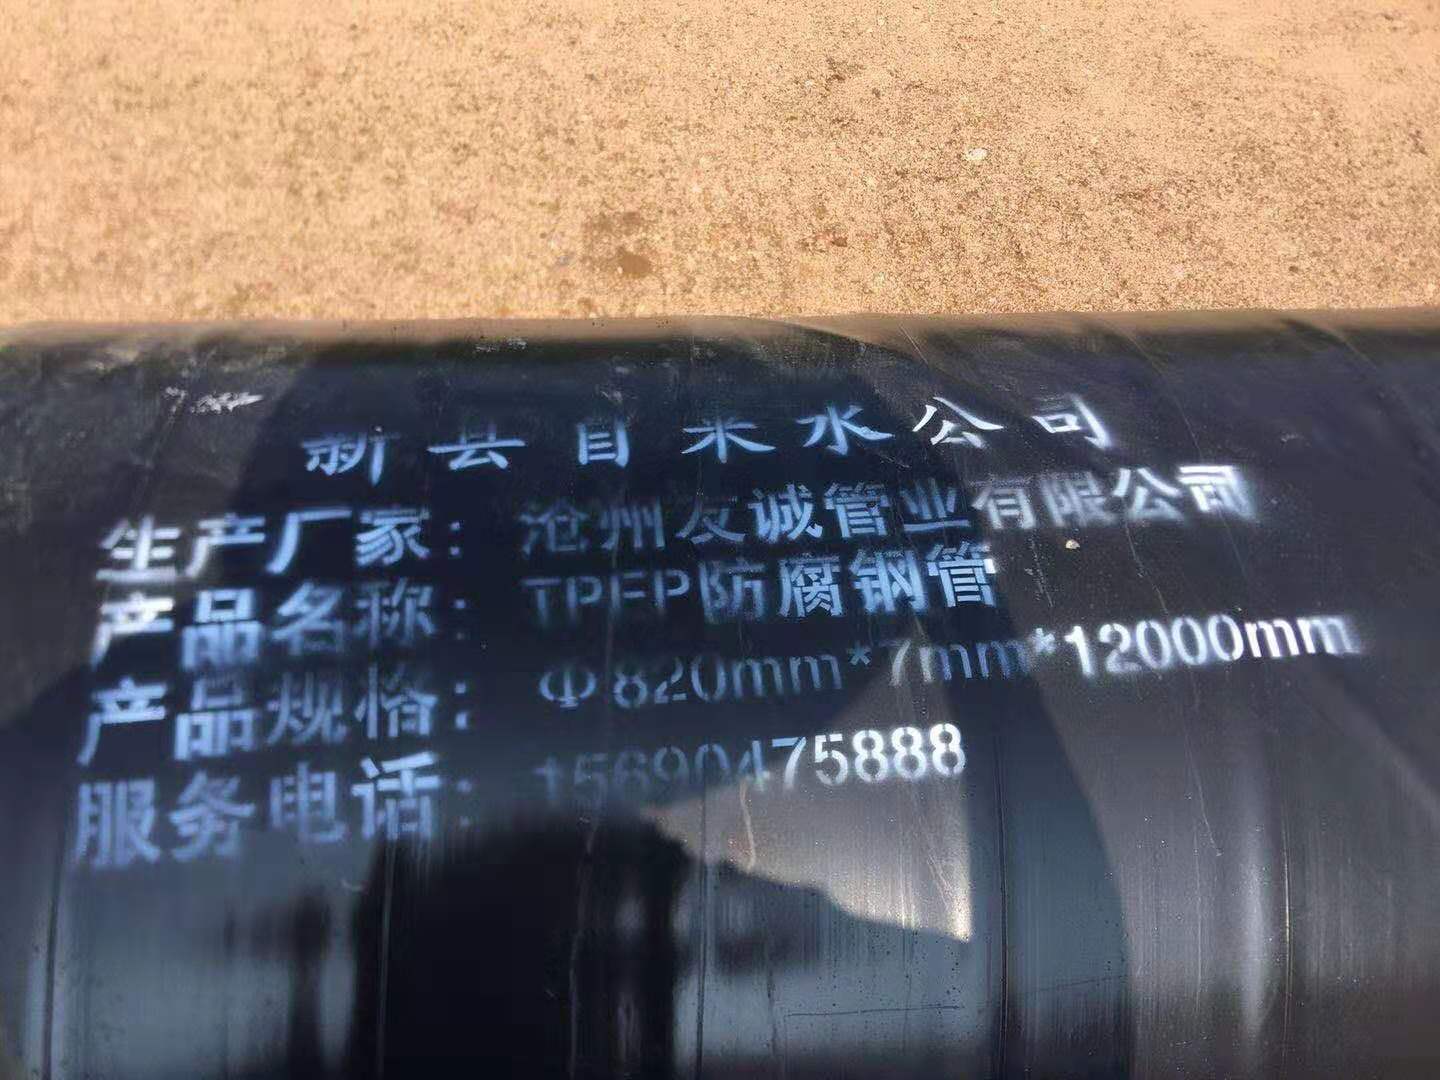 新县自来水公司
生产厂家：沧州友诚管业有限公司
产品名称：TPEP防腐钢管
产品规格：Φ820mm*7mm*12000mm
服务电话：15690475888